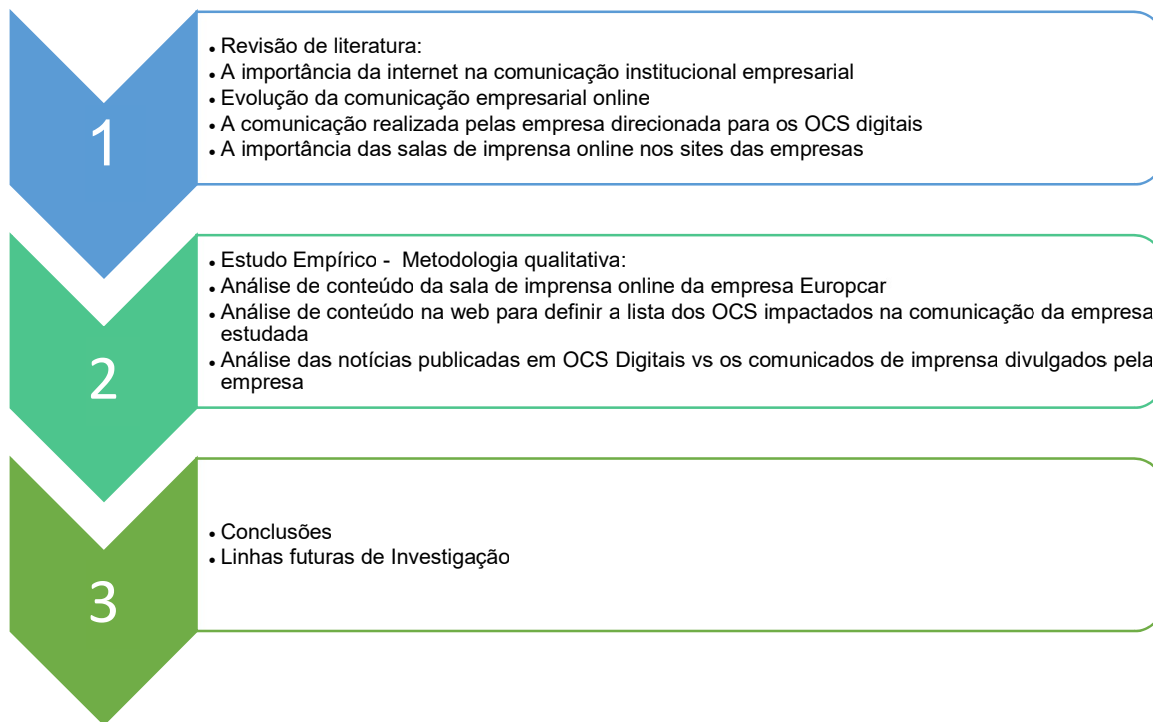 1
• Revisão de literatura:
• A importância da internet na comunicação institucional empresarial
• Evolução da comunicação empresarial online
• A comunicação realizada pelas empresa direcionada para os OCS digitais
• A importância das salas de imprensa online nos sites das empresas
2
• Estudo Empírico - Metodologia qualitativa:
• Análise de conteúdo da sala de imprensa online da empresa Europcar
• Análise de conteúdo na web para definir a lista dos OCS impactados na comunicação da empresa
estudada
• Análise das notícias publicadas em OCS Digitais vs os comunicados de imprensa divulgados pela
empresa
3
• Conclusões
• Linhas futuras de Investigação